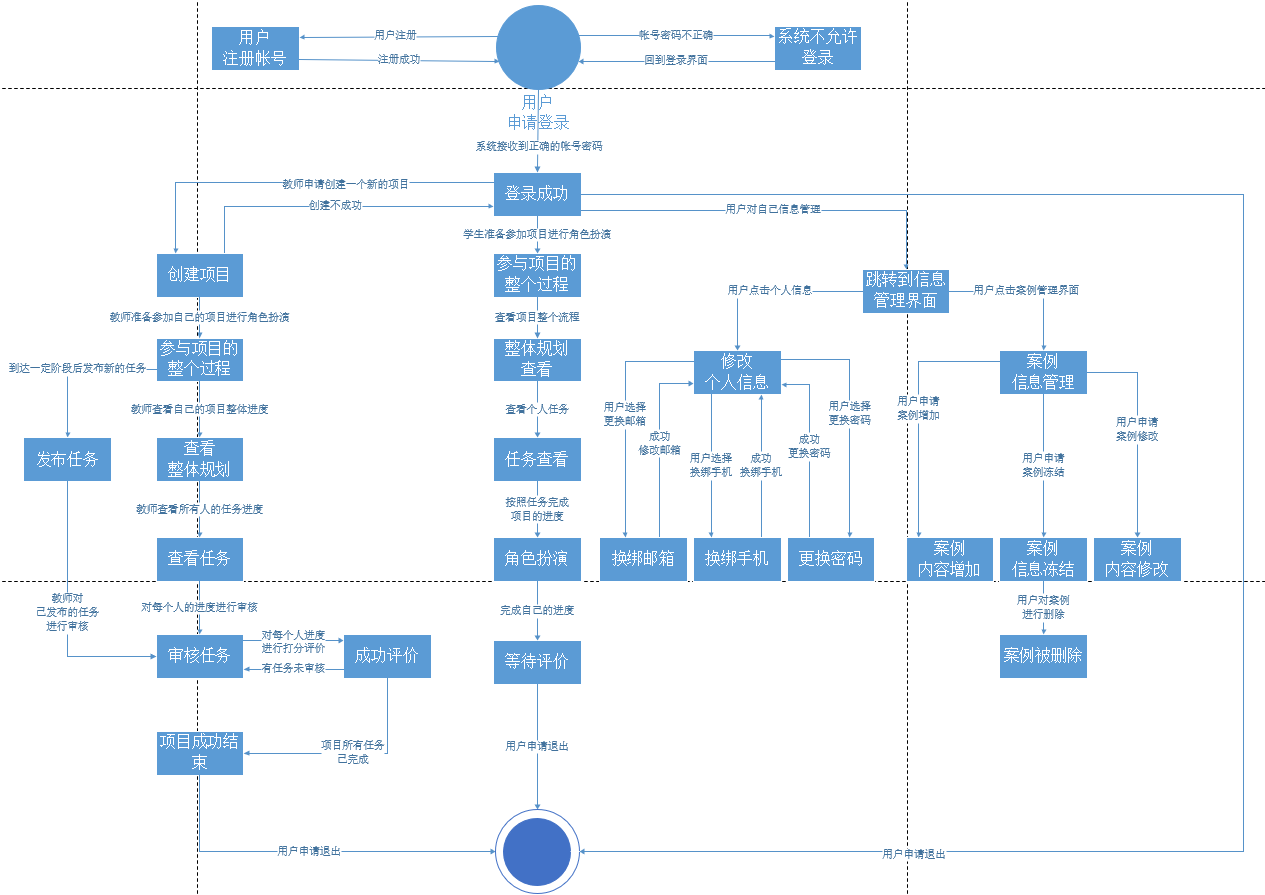 用户
注册帐号
用户注册
注册成功
帐号密码不正确
回到登录界面
系统不允许
登录
用户
申请登录
系统接收到正确的帐号密码
登录成功
教师申请创建一个新的项目
创建不成功
用户对自己信息管理
学生准备参加项目进行角色扮演
创建项目
参与项目的
整个过程
跳转到信息
管理界面
用户点击个人信息
用户点击案例管理界面
教师准备参加自己的项目进行角色扮演
查看项目整个流程
参与项目的
整个过程
整体规划
查看
修改
个人信息
案例
信息管理
到达一定阶段后发布新的任务
教师查看自己的项目整体进度
查看个人任务
用户选择
更换邮箱
成功
修改邮箱
用户选择
换绑手机
成功
换绑手机
成功
更换密码
用户选择
更换密码
用户申请
案例增加
用户申请
案例冻结
用户申请
案例修改
发布任务
查看
整体规划
任务查看
教师查看所有人的任务进度
按照任务完成
项目的进度
查看任务
角色扮演
换绑邮箱
换绑手机
更换密码
案例
内容增加
案例
信息冻结
案例
内容修改
教师对
已发布的任务
进行审核
对每个人的进度进行审核
完成自己的进度
用户对案例
进行删除
审核任务
对每个人进度
进行打分评价
有任务未审核
成功评价
等待评价
案例被删除
项目成功结
束
项目所有任务
已完成
用户申请退出
用户申请退出
用户申请退出